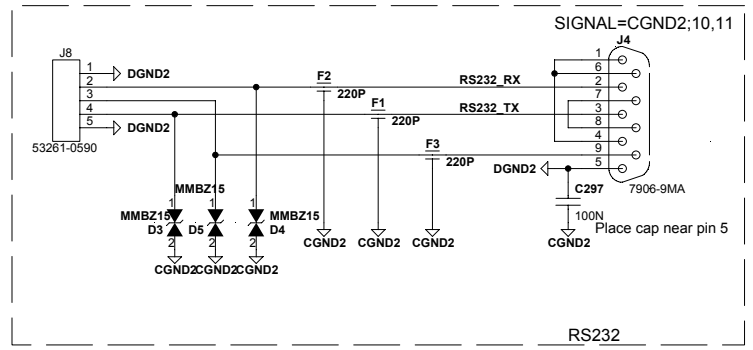 SIGNAL=CGND2;10,11
J8
J4
1
DGND2
2
3
4
5
DGND2
53261-0590
F2
220P
RS232_RX
F1
220P
RS232_TX
F3
220P
1
6
2
7
3
8
4
9
5
DGND2
7906-9MA
C297
100N
Place cap near pin 5
CGND2
MMBZ15
MMBZ15
MMBZ15
1
1
1
D3
D5
D4
2
2
2
CGND2
CGND2
CGND2
CGND2
CGND2
CGND2
RS232